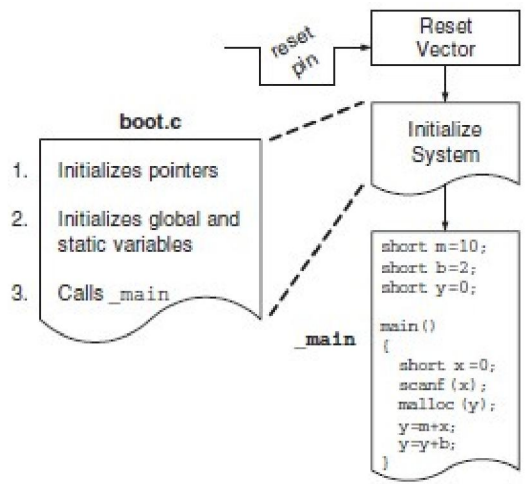 reset
pin
Reset
Vector
Initialize
System
boot.c
1. Initializes pointers
2. Initializes global and
static variables
3. Calls _main
_main
short m=10;
short b=2;
short y=0;
main()
{
short x=0;
scanf(x);
malloc(y);
y=m+x;
y=y+b;
}